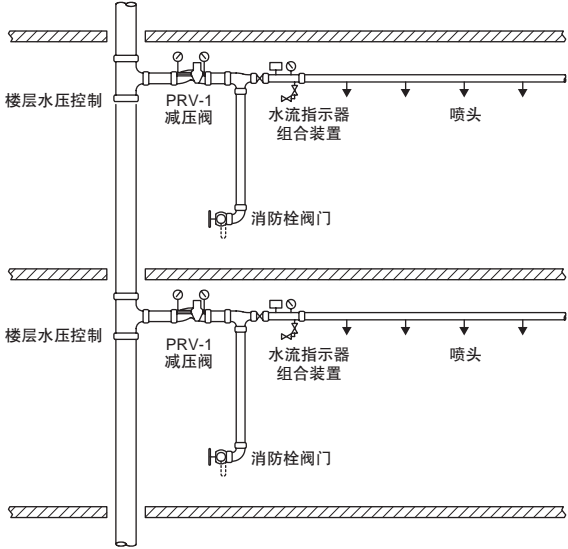 楼层水压控制
PRV-1
减压阀
水流指示器
组合装置
喷头
消防栓阀门
楼层水压控制
PRV-1
减压阀
水流指示器
组合装置
喷头
消防栓阀门